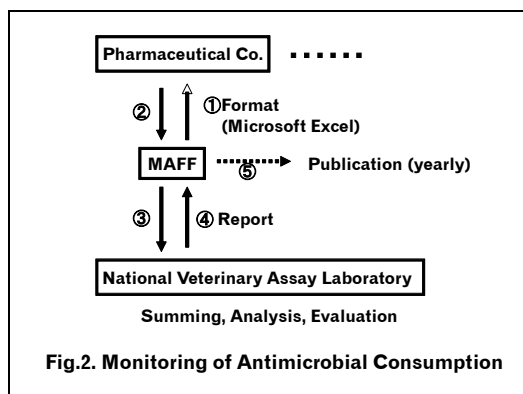 Pharmaceutical Co. ......
② ①Format
(Microsoft Excel)
MAFF ⑤ Publication (yearly)
③ ④ Report
National Veterinary Assay Laboratory
Summing, Analysis, Evaluation
Fig.2. Monitoring of Antimicrobial Consumption